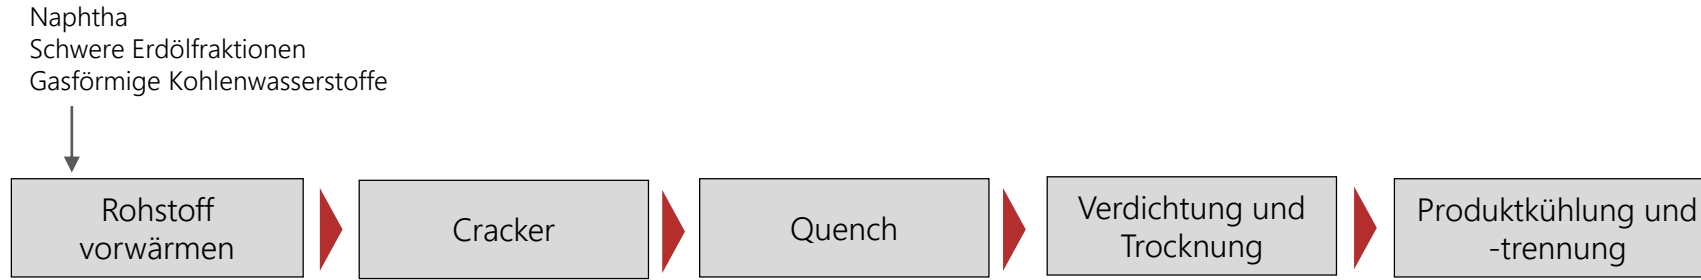 Naphtha
Schwere Erdölfraktionen
Gasförmige Kohlenwasserstoffe
Rohstoff
vorwärmen
Cracker
Quench
Verdichtung und
Trocknung
Produktkühlung und
-trennung